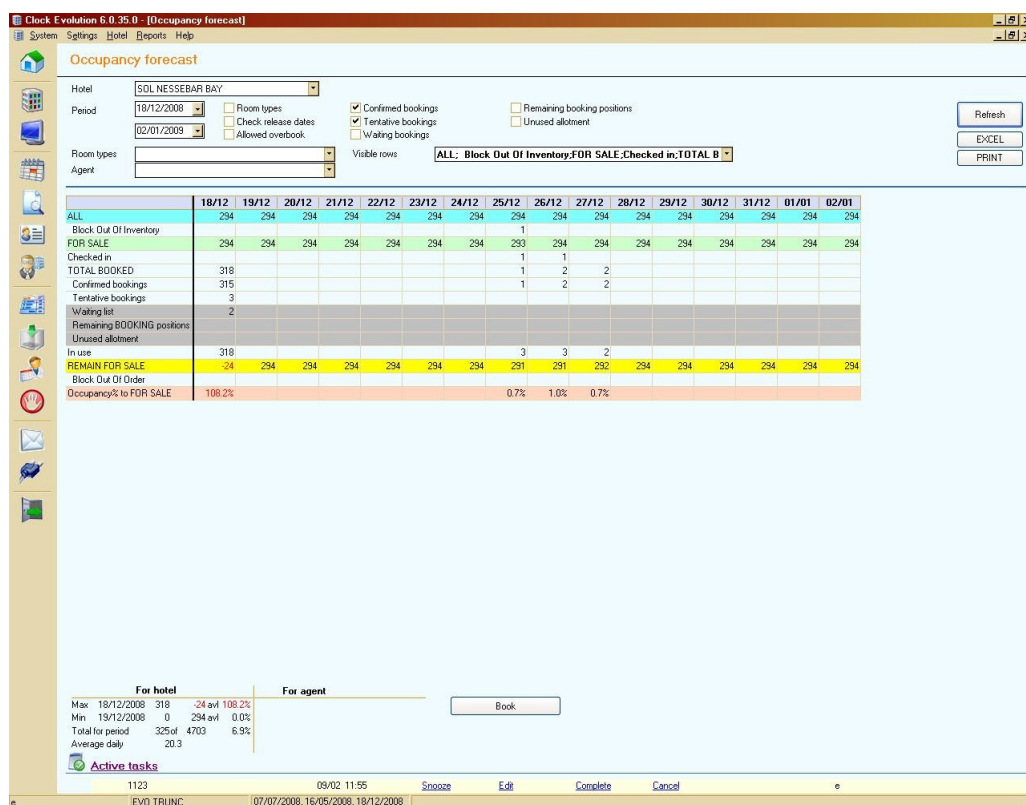 Clock Evolution 6.0.35.0 - [Occupancy forecast]
System Settings Hotel Reports Help
Occupancy forecast
Hotel SOL NESSEBAR BAY
Period 18/12/2008 Room types Confirmed bookings Remaining booking positions
Check release dates Tentative bookings Unused allotment
02/01/2009 Allowed overbook Waiting bookings
Refresh
EXCEL
PRINT
Room types Visible rows ALL; Block Out Of Inventory;FOR SALE;Checked in;TOTAL B
Agent
18/12 19/12 20/12 21/12 22/12 23/12 24/12 25/12 26/12 27/12 28/12 29/12 30/12 31/12 01/01 02/01
ALL 294 294 294 294 294 294 294 294 294 294 294 294 294 294 294 294
Block Out Of Inventory 1
FOR SALE 294 294 294 294 294 294 294 293 294 294 294 294 294 294 294 294
Checked in 1 1
TOTAL BOOKED 318 1 2 2
Confirmed bookings 315 1 2 2
Tentative bookings 3
Waiting list 2
Remaining BOOKING positions
Unused allotment
In use 318 3 3 2
REMAIN FOR SALE -24 294 294 294 294 294 294 291 291 292 294 294 294 294 294 294
Block Out Of Order
Occupancy% to FOR SALE 108.2% 0.7% 1.0% 0.7%
For hotel For agent
Max 18/12/2008 318 -24 avl 108.2%
Min 19/12/2008 0 294 avl 0.0%
Total for period 325 of 4703 6.9%
Average daily 20.3
Book
Active tasks
1123 09/02 11:55 Snooze Edit Complete Cancel e
e EVO TRUNC 07/07/2008, 16/05/2008, 18/12/2008